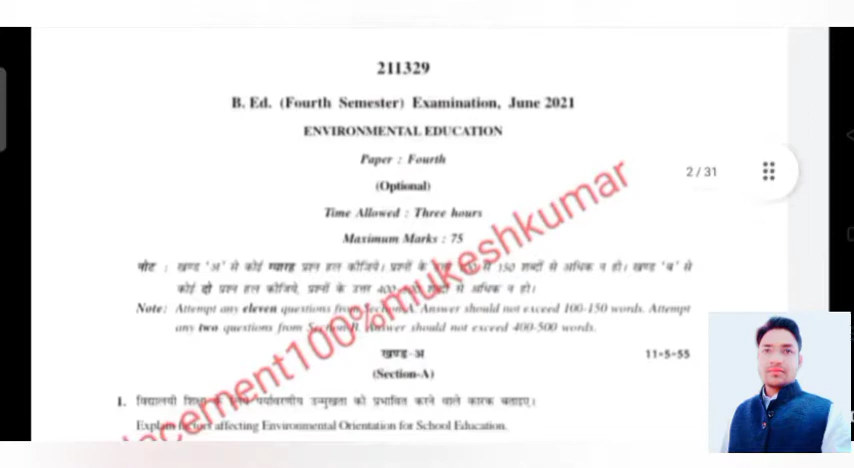 211329
B. Ed. (Fourth Semester) Examination, June 2021
ENVIRONMENTAL EDUCATION
Paper : Fourth
(Optional)
2 / 31
Time Allowed : Three hours
Maximum Marks : 75
नोट : खण्ड 'अ' से कोई ग्यारह प्रश्न हल कीजिये। प्रश्नों के 150 शब्दों से अधिक न हो। खण्ड 'ब' से
कोई दो प्रश्न हल कीजिये, प्रश्नों के उत्तर 400- से अधिक न हो।
Note: Attempt any eleven questions from Section A. Answer should not exceed 100-150 words. Attempt
any two questions from Section B. Answer should not exceed 400-500 words.
खण्ड-अ 11×5=55
(Section-A)
1. विद्यालयी शिक्षा के लिये पर्यावरणीय उन्मुखता को प्रभावित करने वाले कारक बताइए।
Explain factors affecting Environmental Orientation for School Education.
lacement100%mukeshkumar